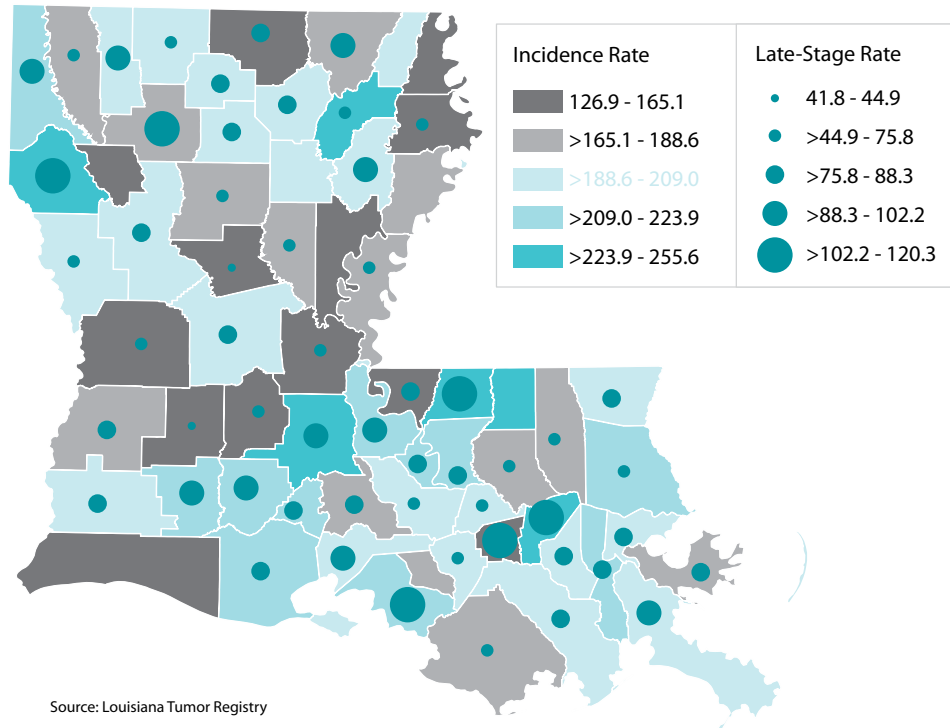 Incidence Rate
126.9 - 165.1
>165.1 - 188.6
>188.6 - 209.0
>209.0 - 223.9
>223.9 - 255.6
Late-Stage Rate
41.8 - 44.9
>44.9 - 75.8
>75.8 - 88.3
>88.3 - 102.2
>102.2 - 120.3
Source: Louisiana Tumor Registry